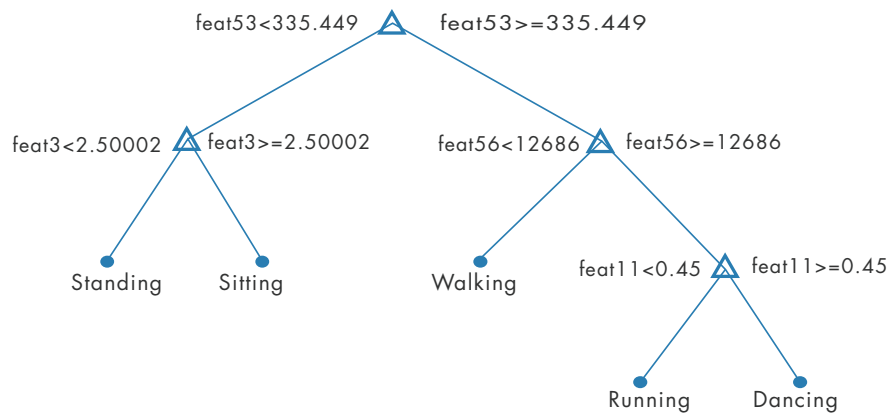 feat53<335.449
feat53>=335.449
feat3<2.50002
feat3>=2.50002
feat56<12686
feat56>=12686
Standing
Sitting
Walking
feat11<0.45
feat11>=0.45
Running
Dancing